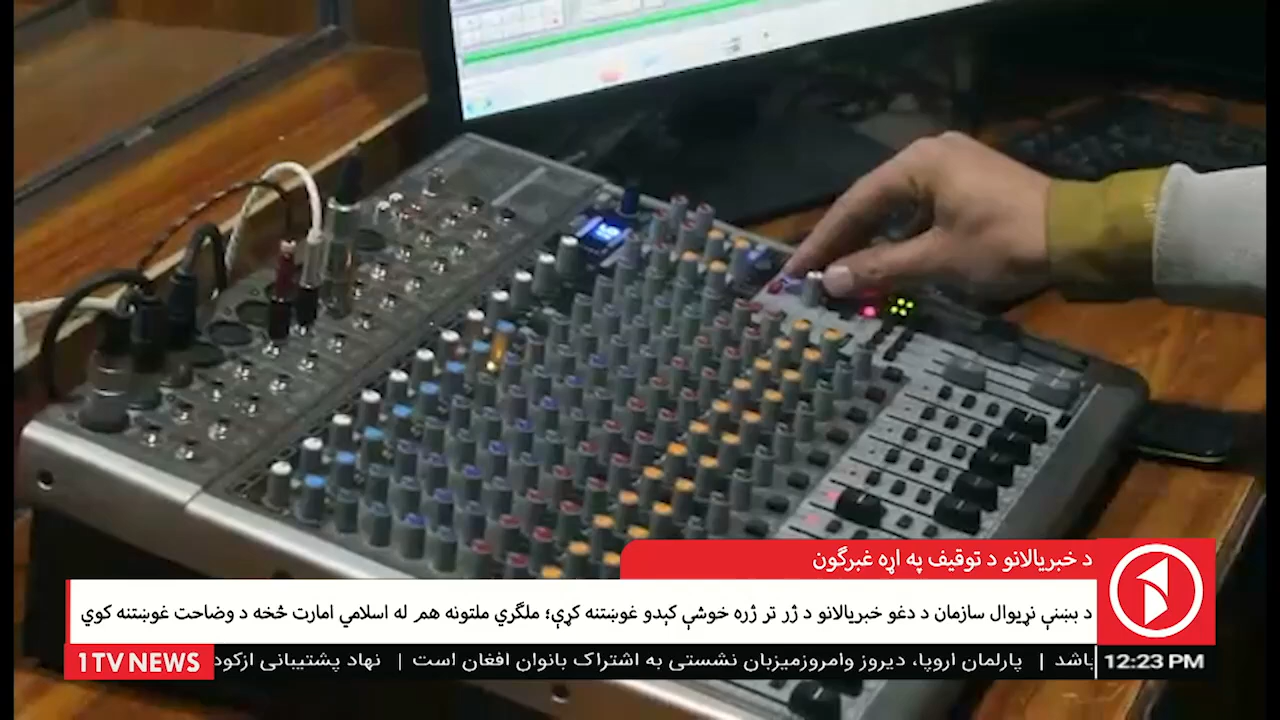 د خبریالانو د توقیف په اړه غبرګون
د بښنې نړیوال سازمان د دغو خبریالانو د ژر تر ژره خوشې کېدو غوښتنه کړې؛ ملګري ملتونه هم له اسلامي امارت څخه د وضاحت غوښتنه کوي
باشد | پارلمان اروپا، دیروز وامروزمیزبان نشستی به اشتراک بانوان افغان است | نهاد پشتیبانی ازکود
12:23 PM
1TV NEWS